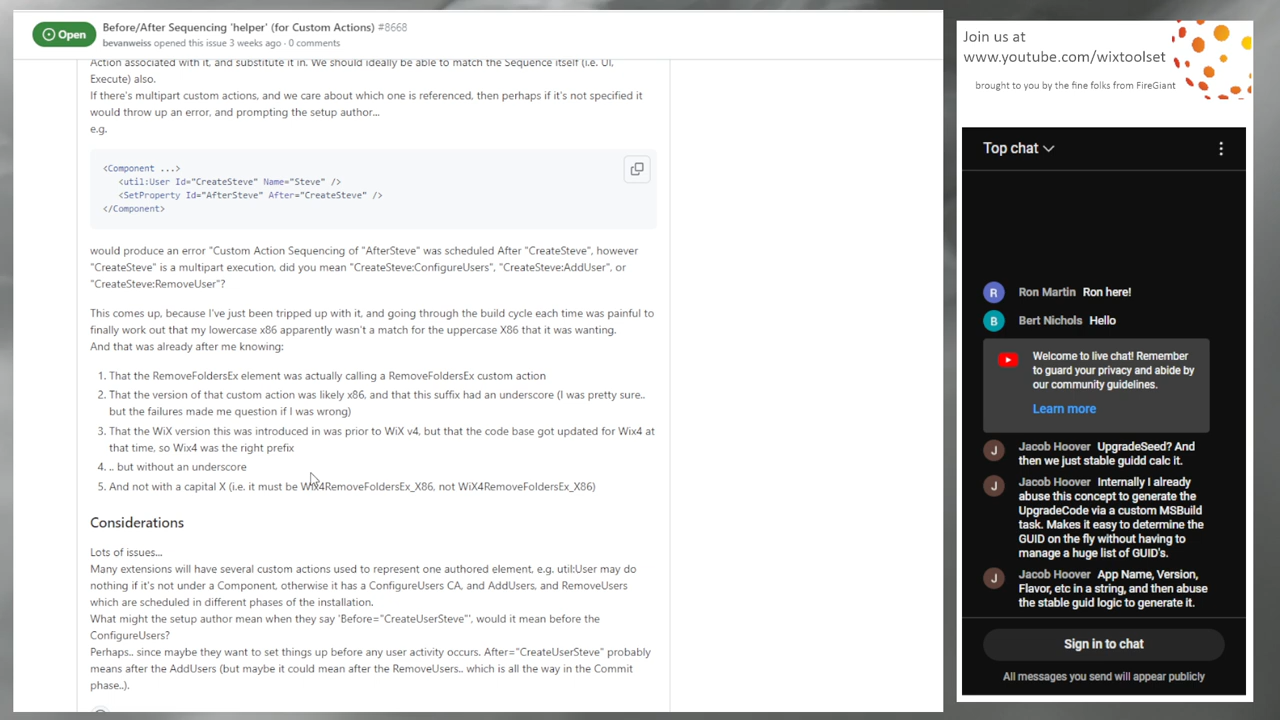 Open
Before/After Sequencing 'helper' (for Custom Actions) #8668
bevanweiss opened this issue 3 weeks ago · 0 comments
Action associated with it, and substitute it in. We should ideally be able to match the Sequence itself (i.e. UI,
Execute) also.
If there's multipart custom actions, and we care about which one is referenced, then perhaps if it's not specified it
would throw up an error, and prompting the setup author...
e.g.
<Component ...>
<util:User Id="CreateSteve" Name="Steve" />
<SetProperty Id="AfterSteve" After="CreateSteve" />
</Component>
would produce an error "Custom Action Sequencing of "AfterSteve" was scheduled After "CreateSteve", however
"CreateSteve" is a multipart execution, did you mean "CreateSteve:ConfigureUsers", "CreateSteve:AddUser", or
"CreateSteve:RemoveUser"?
This comes up, because I've just been tripped up with it, and going through the build cycle each time was painful to
finally work out that my lowercase x86 apparently wasn't a match for the uppercase X86 that it was wanting.
And that was already after me knowing:
1. That the RemoveFoldersEx element was actually calling a RemoveFoldersEx custom action
2. That the version of that custom action was likely x86, and that this suffix had an underscore (I was pretty sure..
but the failures made me question if I was wrong)
3. That the WiX version this was introduced in was prior to WiX v4, but that the code base got updated for Wix4 at
that time, so Wix4 was the right prefix
4. .. but without an underscore
5. And not with a capital X (i.e. it must be Wix4RemoveFoldersEx_X86, not WiX4RemoveFoldersEx_X86)
Considerations
Lots of issues...
Many extensions will have several custom actions used to represent one authored element, e.g. util:User may do
nothing if it's not under a Component, otherwise it has a ConfigureUsers CA, and AddUsers, and RemoveUsers
which are scheduled in different phases of the installation.
What might the setup author mean when they say 'Before="CreateUserSteve"', would it mean before the
ConfigureUsers?
Perhaps.. since maybe they want to set things up before any user activity occurs. After="CreateUserSteve" probably
means after the AddUsers (but maybe it could mean after the RemoveUsers.. which is all the way in the Commit
phase..).
Join us at
www.youtube.com/wixtoolset
brought to you by the fine folks from FireGiant
Top chat
R Ron Martin Ron here!
B Bert Nichols Hello
Welcome to live chat! Remember
to guard your privacy and abide by
our community guidelines.
Learn more
J Jacob Hoover UpgradeSeed? And
then we just stable guidd calc it.
J Jacob Hoover Internally I already
abuse this concept to generate the
UpgradeCode via a custom MSBuild
task. Makes it easy to determine the
GUID on the fly without having to
manage a huge list of GUID's.
J Jacob Hoover App Name, Version,
Flavor, etc in a string, and then abuse
the stable guid logic to generate it.
Sign in to chat
All messages you send will appear publicly